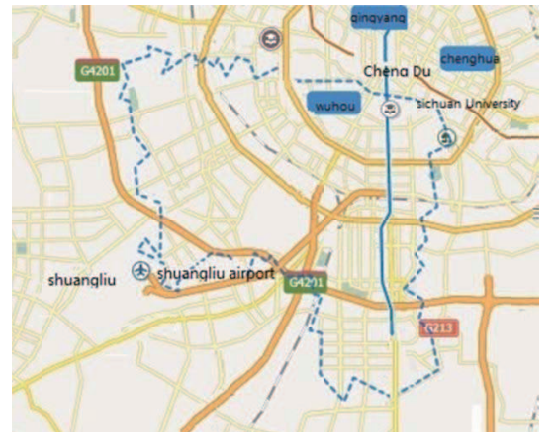 qingyang
chenghua
Cheng Du
G4201
wuhou
sichuan University
shuangliu
shuangliu airport
G4201
G213